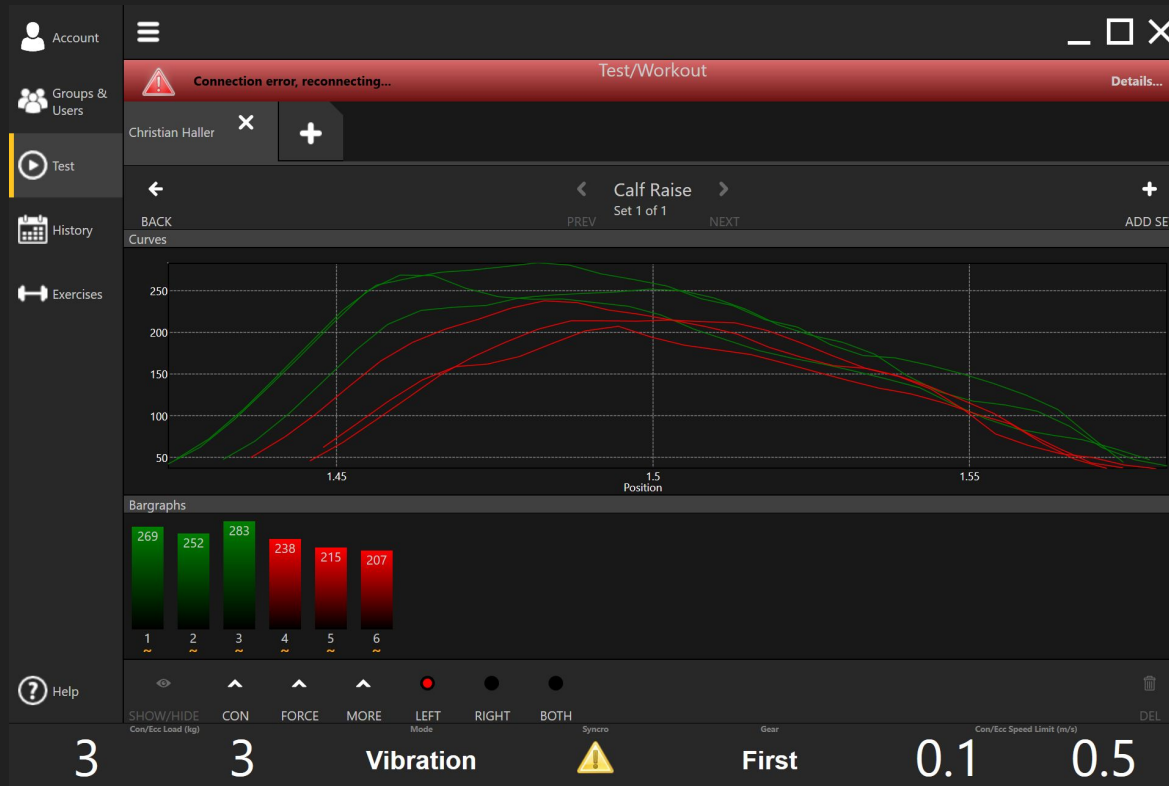 Account
Groups &
Users
Test
History
Exercises
Help
Test/Workout
Connection error, reconnecting...
Details...
Christian Haller
BACK
PREV
Calf Raise
Set 1 of 1
NEXT
ADD SE
Curves
250
200
150
100
50
1.45
1.5
1.55
Position
Bargraphs
269
252
283
238
215
207
1
2
3
4
5
6
~ ~ ~ ~ ~ ~
SHOW/HIDE
CON
FORCE
MORE
LEFT
RIGHT
BOTH
DEL
Con/Ecc Load (kg)
Mode
Syncro
Gear
Con/Ecc Speed Limit (m/s)
3
3
Vibration
First
0.1
0.5